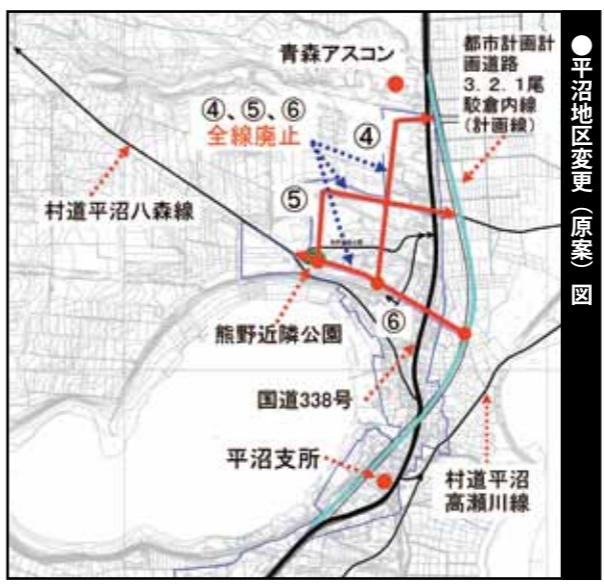 ●平沼地区変更（原案）図
青森アスコン
都市計画計
画道路
3．2．1尾
駮倉内線
（計画線）
④、⑤、⑥
全線廃止
④
⑤
村道平沼八森線
⑥
熊野近隣公園
国道338号
平沼支所
村道平沼
高瀬川線